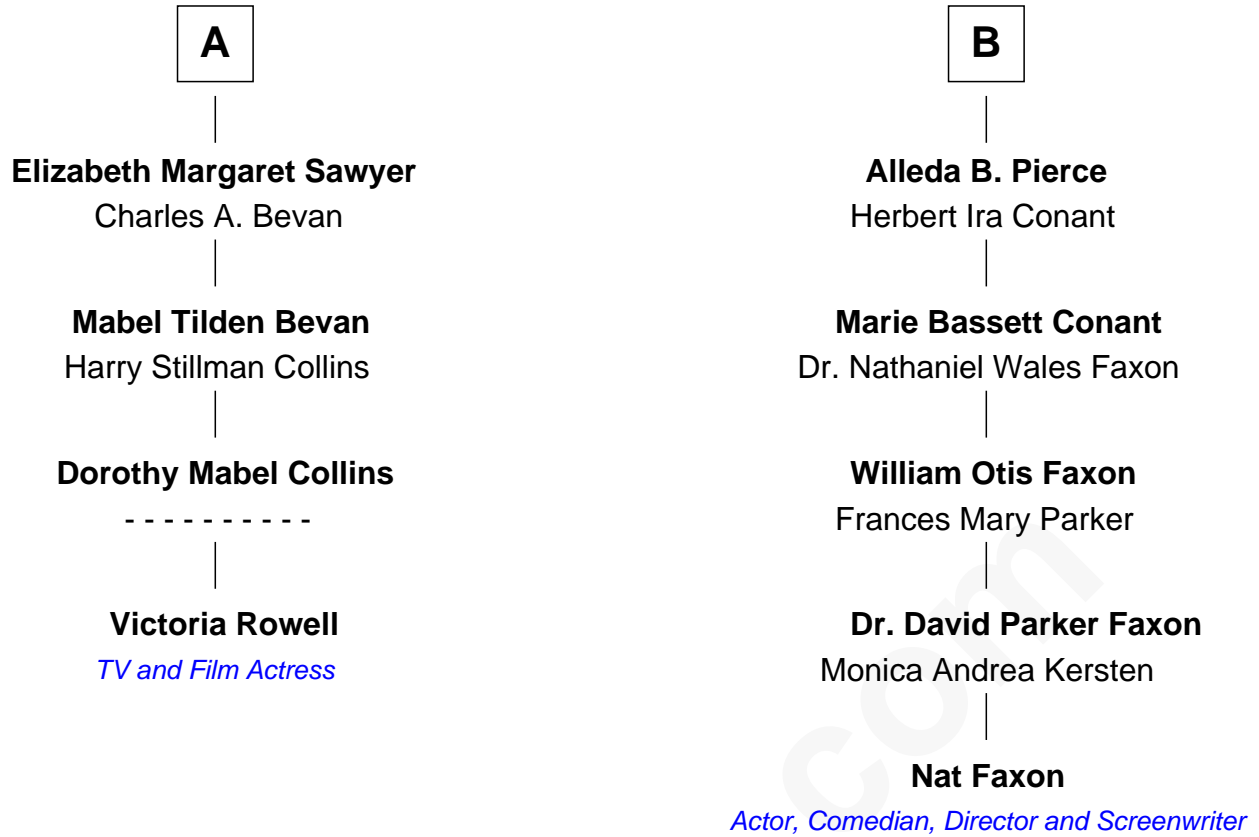 A
Elizabeth Margaret Sawyer
Charles A. Bevan
Mabel Tilden Bevan
Harry Stillman Collins
Dorothy Mabel Collins
- - - - - - - - - -
Victoria Rowell
TV and Film Actress
B
Alleda B. Pierce
Herbert Ira Conant
Marie Bassett Conant
Dr. Nathaniel Wales Faxon
William Otis Faxon
Frances Mary Parker
Dr. David Parker Faxon
Monica Andrea Kersten
Nat Faxon
Actor, Comedian, Director and Screenwriter
com